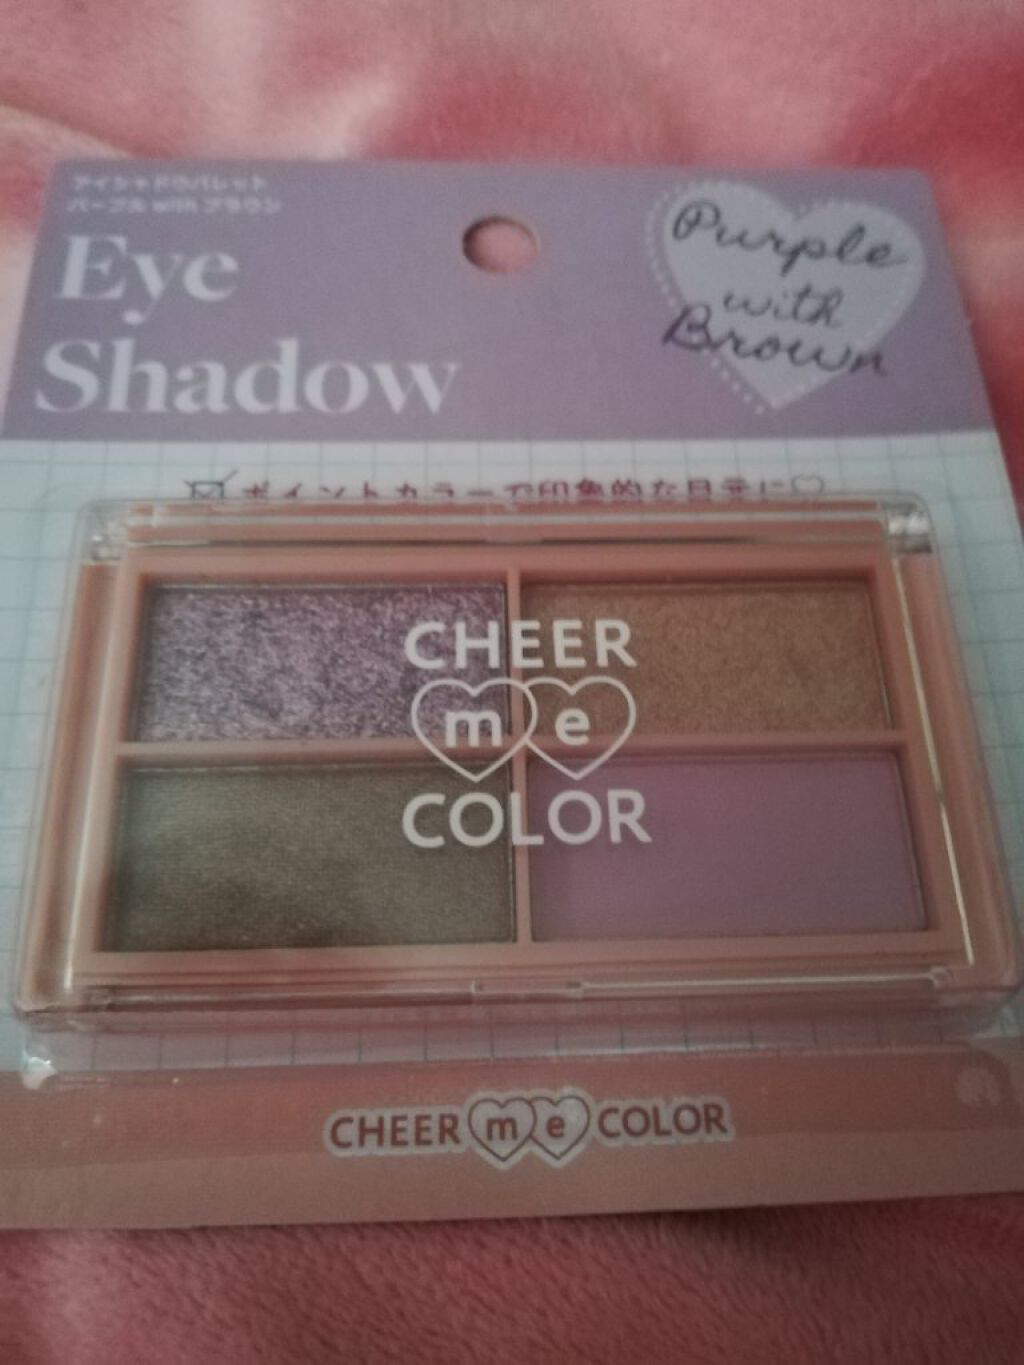 アイシャドウパレット
パープル with ブラウン
Eye
Shadow
Purple
with
Brown
ポイントカラーで印象的な目元に♡
CHEER
me
COLOR
CHEER me COLOR